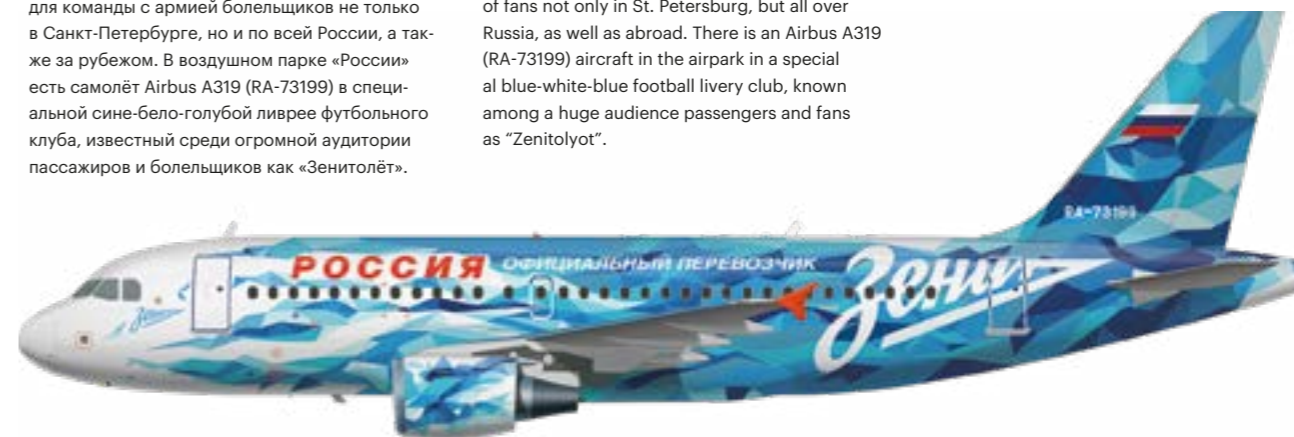 для команды с армией болельщиков не только
в Санкт-Петербурге, но и по всей России, а так-
же за рубежом. В воздушном парке «России»
есть самолёт Airbus A319 (RA-73199) в специ-
альной сине-бело-голубой ливрее футбольного
клуба, известный среди огромной аудитории
пассажиров и болельщиков как «Зенитолёт».
of fans not only in St. Petersburg, but all over
Russia, as well as abroad. There is an Airbus A319
(RA-73199) aircraft in the airpark in a special
al blue-white-blue football livery club, known
among a huge audience passengers and fans
as “Zenitolyot”.
RA-73199
РОССИЯ ОФИЦИАЛЬНЫЙ ПЕРЕВОЗЧИК
Зенит
Зенит